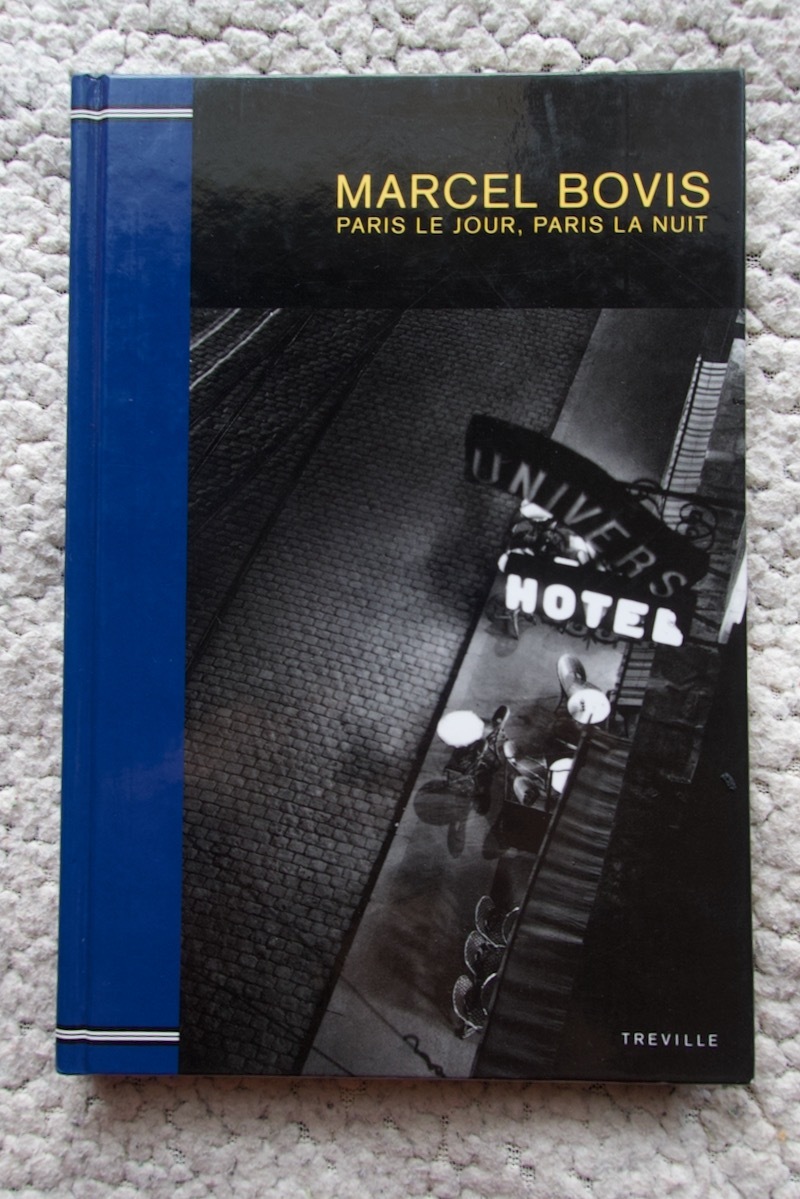 MARCEL BOVIS
PARIS LE JOUR, PARIS LA NUIT
UNIVERS
HOTEL
TREVILLE